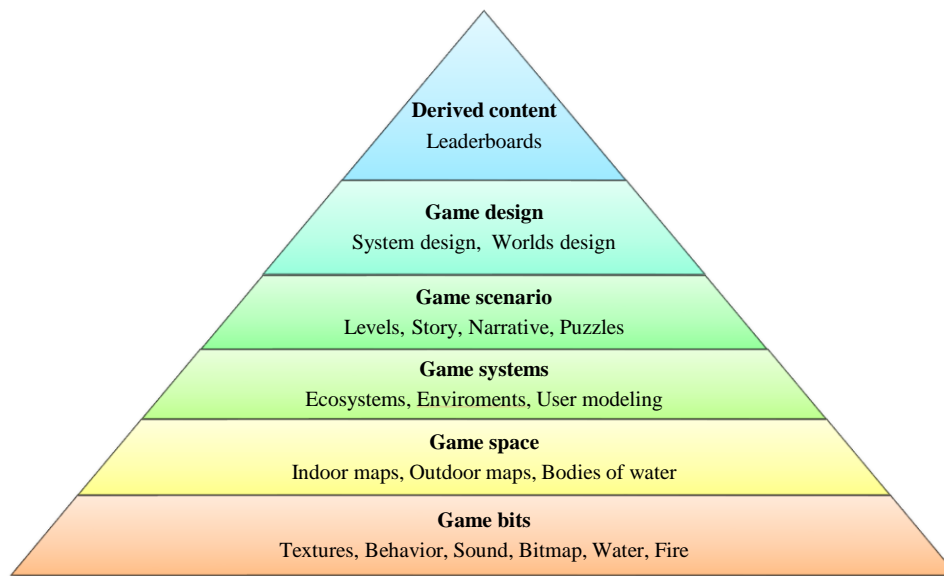 Derived content
Leaderboards
Game design
System design, Worlds design
Game scenario
Levels, Story, Narrative, Puzzles
Game systems
Ecosystems, Enviroments, User modeling
Game space
Indoor maps, Outdoor maps, Bodies of water
Game bits
Textures, Behavior, Sound, Bitmap, Water, Fire